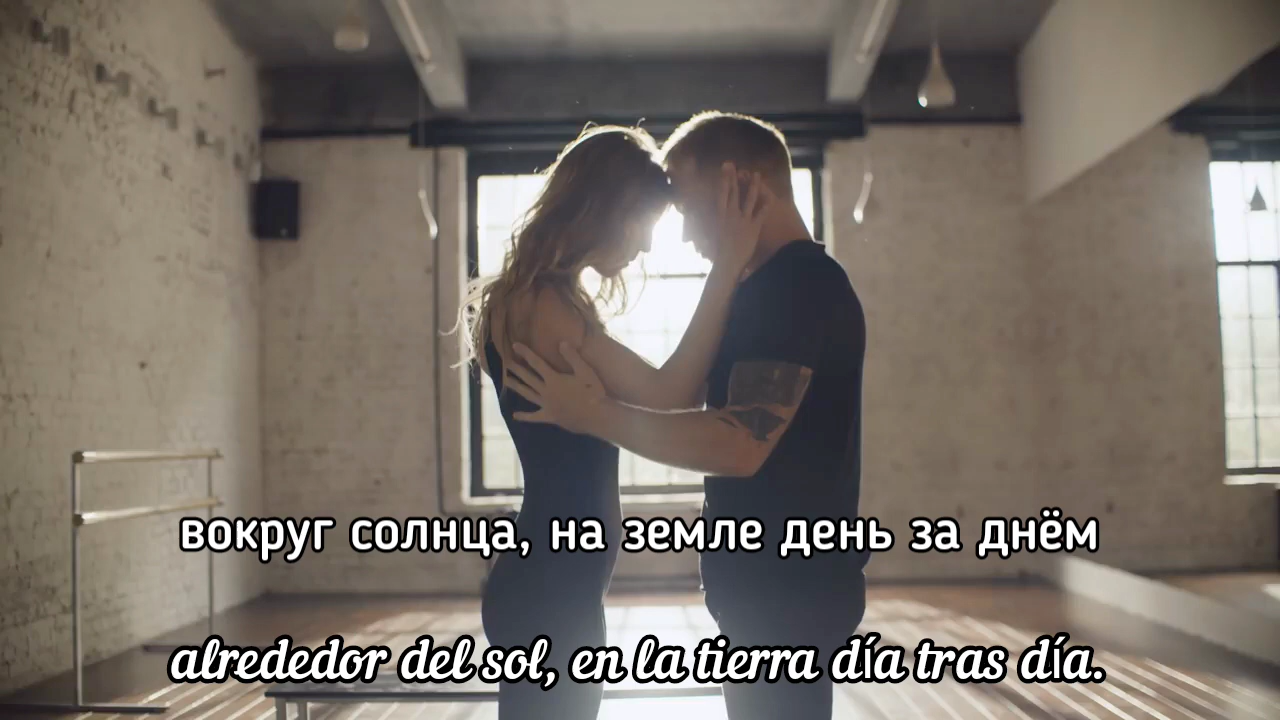 вокруг солнца, на земле день за днём
alrededor del sol, en la tierra día tras día.